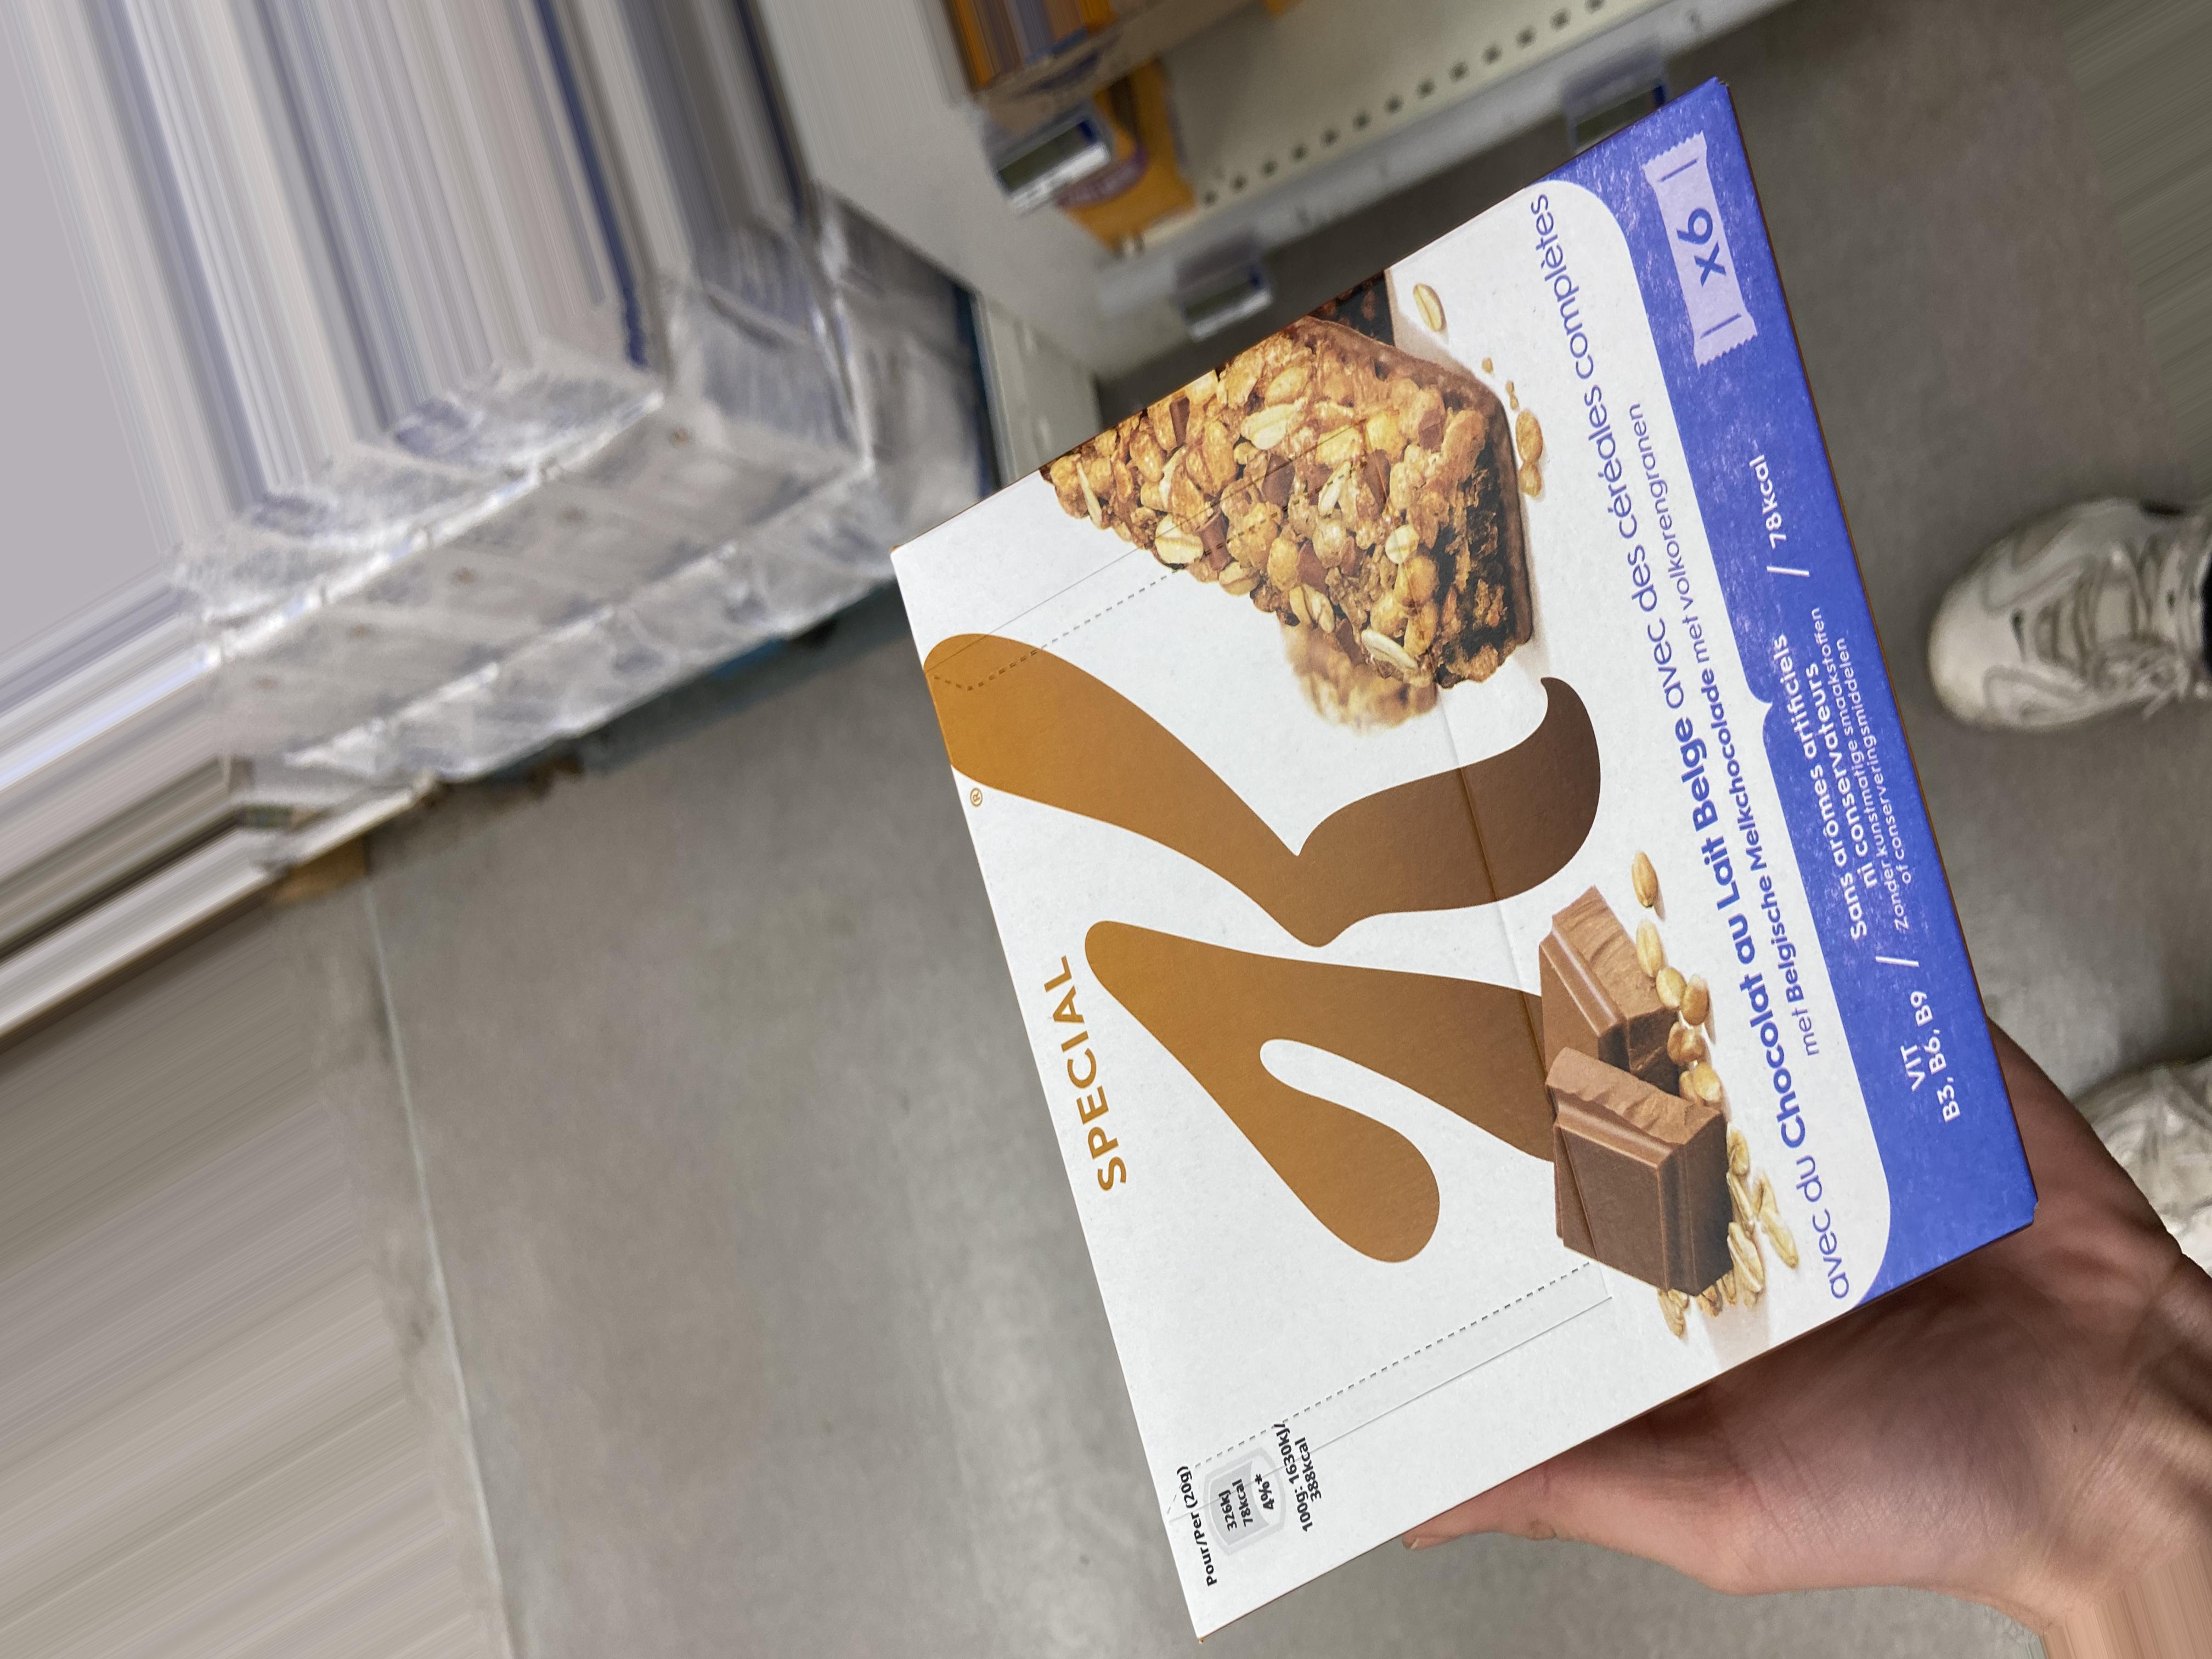 Pour/Per (20g)
326kJ
78kcal
4%*
100g: 1630kJ/
388kcal
SPECIAL
K
®
avec du Chocolat au Lait Belge avec des céréales complètes
met Belgische Melkchocolade met volkorengranen
VIT
B3, B6, B9
/
Sans arômes artificiels
ni conservateurs
Zonder kunstmatige smaakstoffen
of conserveringsmiddelen
/
78kcal
x6